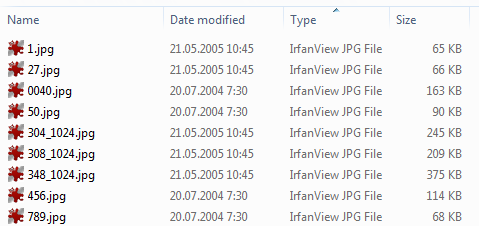 Name Date modified Type Size
1.jpg 21.05.2005 10:45 IrfanView JPG File 65 KB
27.jpg 21.05.2005 10:45 IrfanView JPG File 66 KB
0040.jpg 20.07.2004 7:30 IrfanView JPG File 163 KB
50.jpg 20.07.2004 7:30 IrfanView JPG File 90 KB
304_1024.jpg 21.05.2005 10:45 IrfanView JPG File 245 KB
308_1024.jpg 21.05.2005 10:45 IrfanView JPG File 209 KB
348_1024.jpg 21.05.2005 10:45 IrfanView JPG File 375 KB
456.jpg 20.07.2004 7:30 IrfanView JPG File 114 KB
789.jpg 20.07.2004 7:30 IrfanView JPG File 68 KB